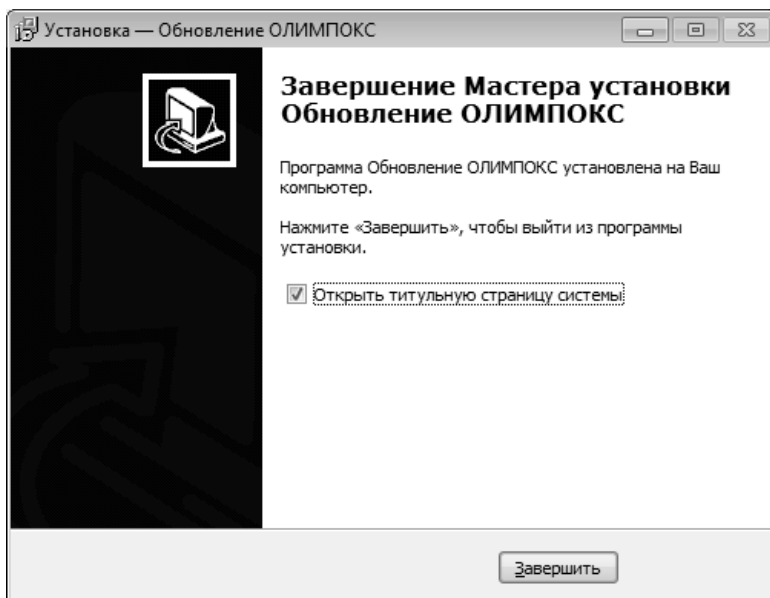 Установка — Обновление ОЛИМПОКС
Завершение Мастера установки
Обновление ОЛИМПОКС
Программа Обновление ОЛИМПОКС установлена на Ваш
компьютер.
Нажмите «Завершить», чтобы выйти из программы
установки.
Открыть титульную страницу системы
Завершить